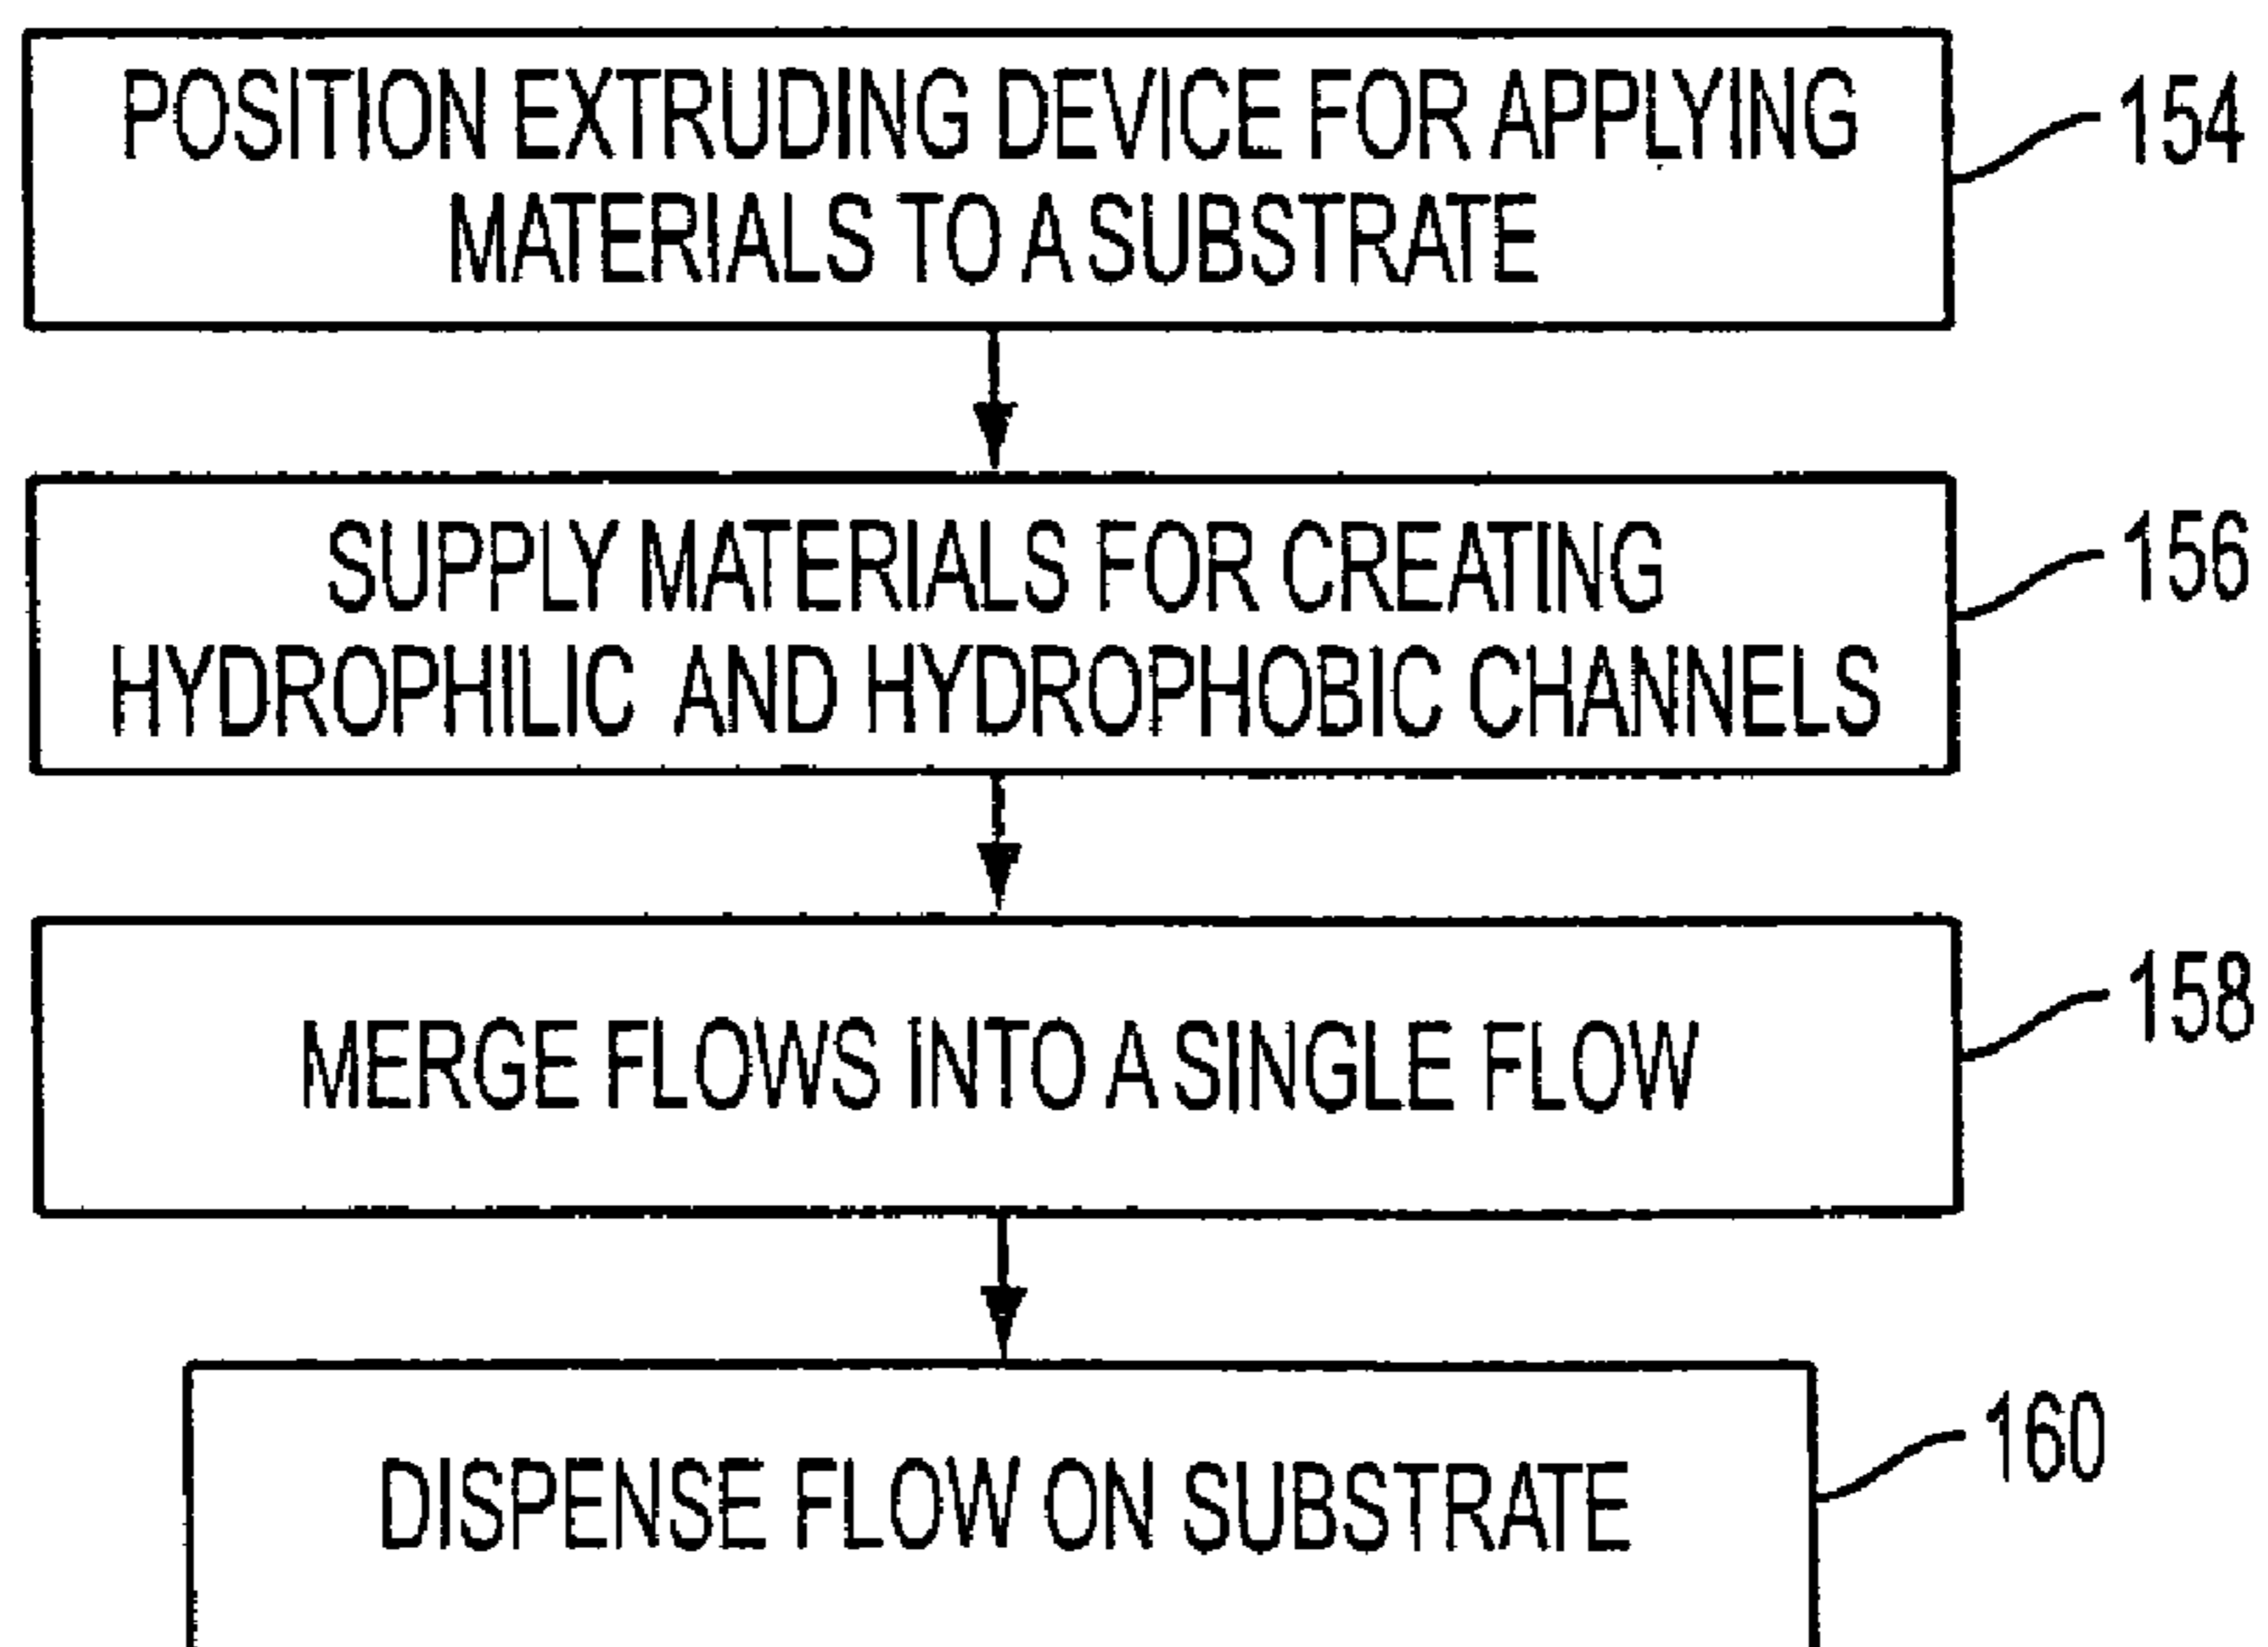 POSITION EXTRUDING DEVICE FOR APPLYING
MATERIALS TO A SUBSTRATE
154
SUPPLY MATERIALS FOR CREATING
HYDROPHILIC AND HYDROPHOBIC CHANNELS
156
MERGE FLOWS INTO A SINGLE FLOW
158
DISPENSE FLOW ON SUBSTRATE
160